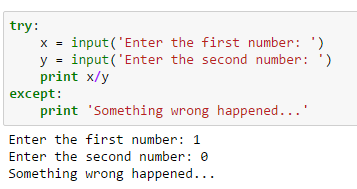 try:
    x = input('Enter the first number: ')
    y = input('Enter the second number: ')
    print x/y
except:
    print 'Something wrong happened...'
Enter the first number: 1
Enter the second number: 0
Something wrong happened...